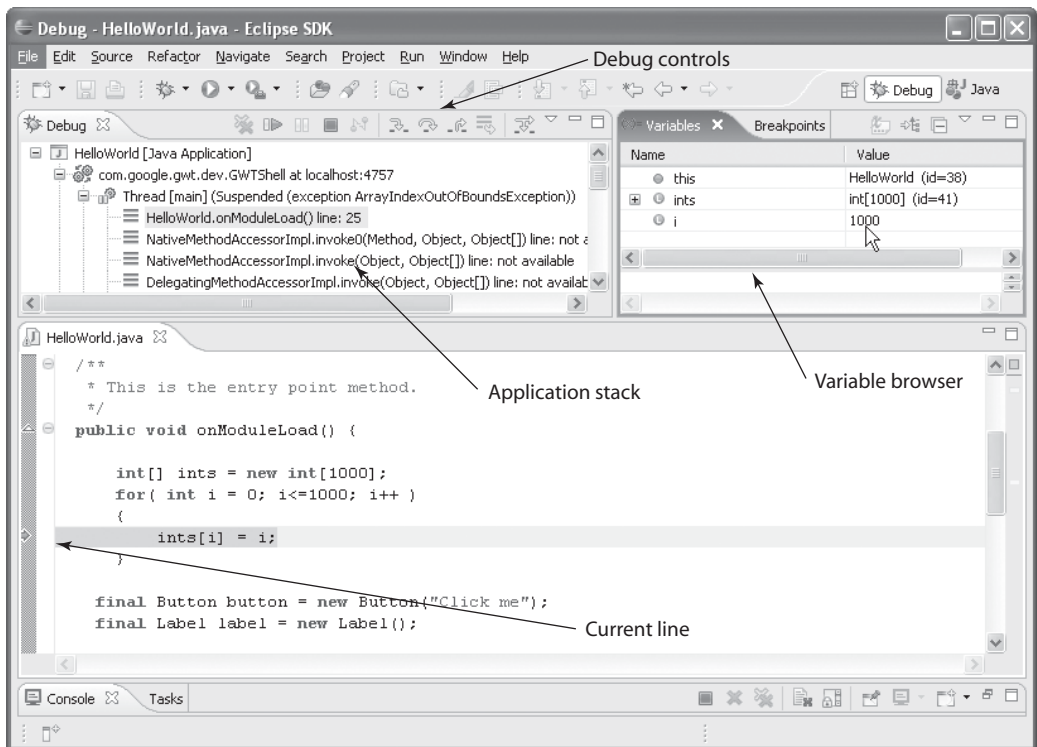 Debug - HelloWorld.java - Eclipse SDK
File Edit Source Refactor Navigate Search Project Run Window Help
Debug controls
Debug Java
Debug
Variables Breakpoints
HelloWorld [Java Application]
com.google.gwt.dev.GWTShell at localhost:4757
Thread [main] (Suspended (exception ArrayIndexOutOfBoundsException))
HelloWorld.onModuleLoad() line: 25
NativeMethodAccessorImpl.invoke0(Method, Object, Object[]) line: not a
NativeMethodAccessorImpl.invoke(Object, Object[]) line: not available
DelegatingMethodAccessorImpl.invoke(Object, Object[]) line: not availab
Name Value
this HelloWorld (id=38)
ints int[1000] (id=41)
i 1000
HelloWorld.java
/**
* This is the entry point method.
*/
public void onModuleLoad() {
int[] ints = new int[1000];
for( int i = 0; i<=1000; i++ )
{
ints[i] = i;
}
final Button button = new Button("Click me");
final Label label = new Label();
Application stack
Variable browser
Current line
Console Tasks